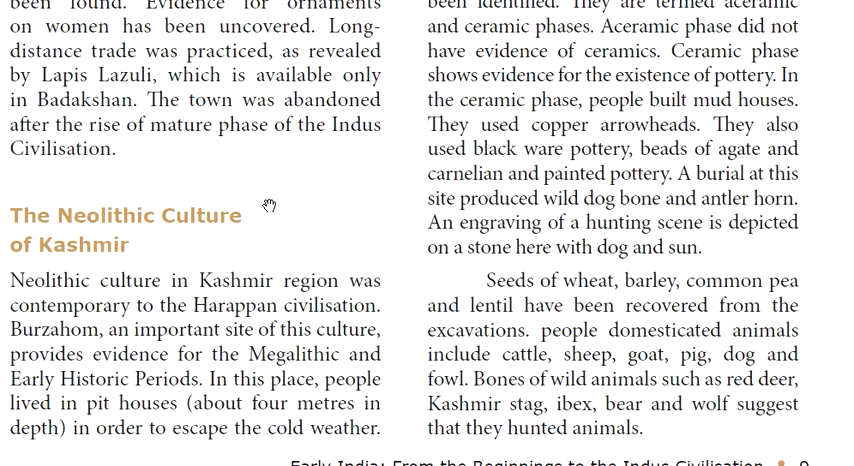 been found. Evidence for ornaments
on women has been uncovered. Long-
distance trade was practiced, as revealed
by Lapis Lazuli, which is available only
in Badakshan. The town was abandoned
after the rise of mature phase of the Indus
Civilisation.
The Neolithic Culture
of Kashmir
Neolithic culture in Kashmir region was
contemporary to the Harappan civilisation.
Burzahom, an important site of this culture,
provides evidence for the Megalithic and
Early Historic Periods. In this place, people
lived in pit houses (about four metres in
depth) in order to escape the cold weather.
been identified. They are termed aceramic
and ceramic phases. Aceramic phase did not
have evidence of ceramics. Ceramic phase
shows evidence for the existence of pottery. In
the ceramic phase, people built mud houses.
They used copper arrowheads. They also
used black ware pottery, beads of agate and
carnelian and painted pottery. A burial at this
site produced wild dog bone and antler horn.
An engraving of a hunting scene is depicted
on a stone here with dog and sun.
Seeds of wheat, barley, common pea
and lentil have been recovered from the
excavations. people domesticated animals
include cattle, sheep, goat, pig, dog and
fowl. Bones of wild animals such as red deer,
Kashmir stag, ibex, bear and wolf suggest
that they hunted animals.
Early India: From the Beginnings to the Indus Civilisation 9